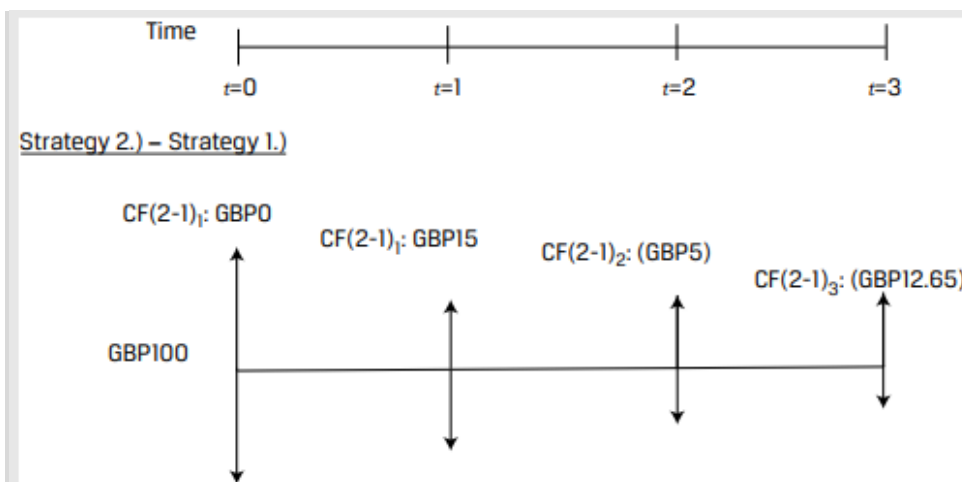 Time
t=0 t=1 t=2 t=3
Strategy 2.) – Strategy 1.)
CF(2-1)₁: GBP0
CF(2-1)₁: GBP15
CF(2-1)₂: (GBP5)
CF(2-1)₃: (GBP12.65)
GBP100